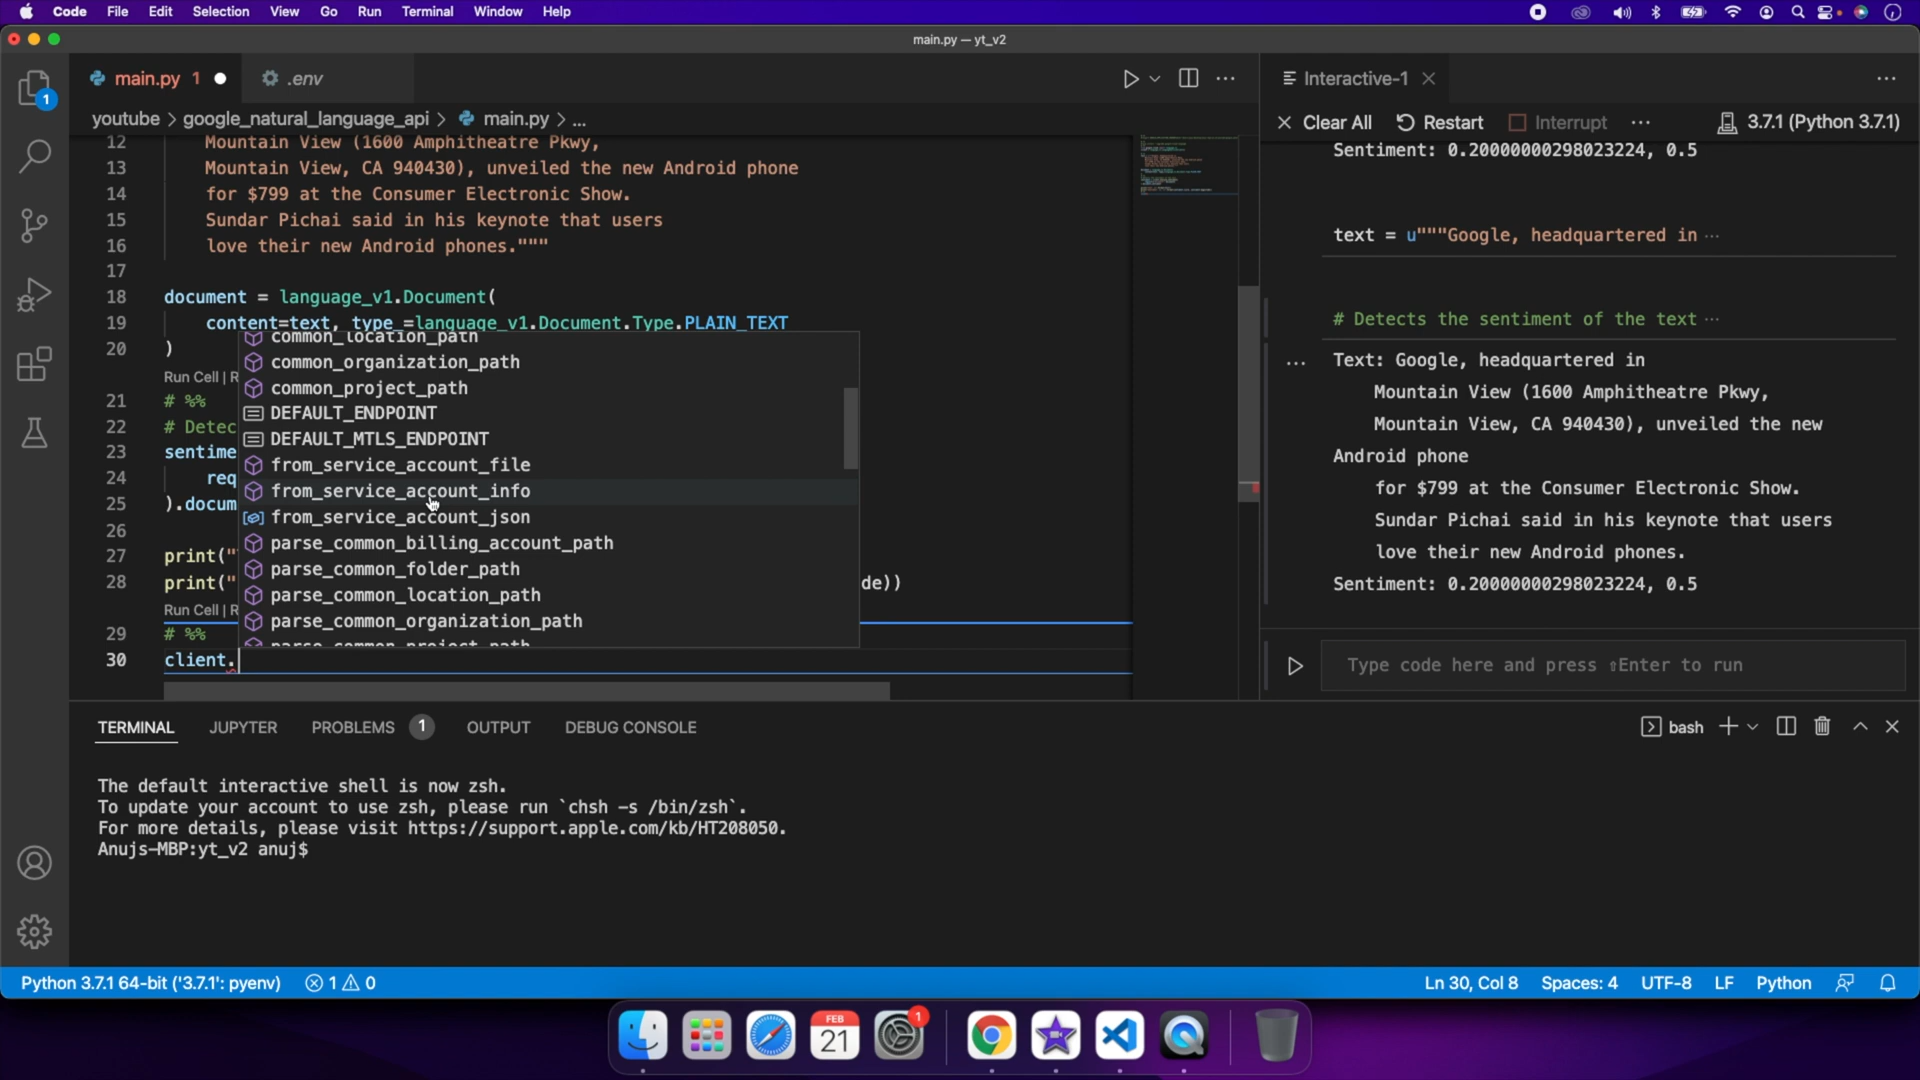 Code File Edit Selection View Go Run Terminal Window Help
main.py — yt_v2
1
main.py 1
.env
youtube > google_natural_language_api > main.py > ...
12 Mountain View (1600 Amphitheatre Pkwy,
13 Mountain View, CA 940430), unveiled the new Android phone
14 for $799 at the Consumer Electronic Show.
15 Sundar Pichai said in his keynote that users
16 love their new Android phones."""
17
18 document = language_v1.Document(
19 content=text, type_=language_v1.Document.Type.PLAIN_TEXT
20 )
Run Cell | R
21 # %%
22 # Detec
23 sentime
24 req
25 ).docum
26
27 print("
28 print(" de))
Run Cell | R
29 # %%
30 client.
common_location_path
common_organization_path
common_project_path
DEFAULT_ENDPOINT
DEFAULT_MTLS_ENDPOINT
from_service_account_file
from_service_account_info
from_service_account_json
parse_common_billing_account_path
parse_common_folder_path
parse_common_location_path
parse_common_organization_path
parse_common_project_path
Interactive-1
Clear All Restart Interrupt ... 3.7.1 (Python 3.7.1)
Sentiment: 0.20000000298023224, 0.5
text = u"""Google, headquartered in ...
# Detects the sentiment of the text ...
... Text: Google, headquartered in
Mountain View (1600 Amphitheatre Pkwy,
Mountain View, CA 940430), unveiled the new
Android phone
for $799 at the Consumer Electronic Show.
Sundar Pichai said in his keynote that users
love their new Android phones.
Sentiment: 0.20000000298023224, 0.5
Type code here and press ⇧Enter to run
TERMINAL JUPYTER PROBLEMS 1 OUTPUT DEBUG CONSOLE
bash
The default interactive shell is now zsh.
To update your account to use zsh, please run `chsh -s /bin/zsh`.
For more details, please visit https://support.apple.com/kb/HT208050.
Anujs-MBP:yt_v2 anuj$
Python 3.7.1 64-bit ('3.7.1': pyenv) 1 0 Ln 30, Col 8 Spaces: 4 UTF-8 LF Python
FEB
21
1